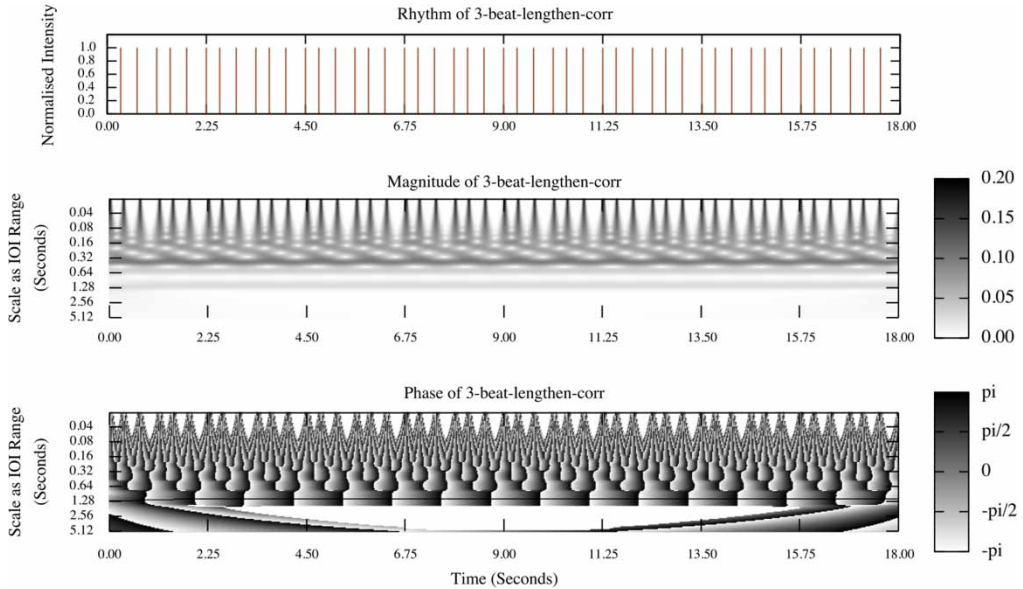 Rhythm of 3-beat-lengthen-corr
Normalised Intensity
1.0
0.8
0.6
0.4
0.2
0.0
0.00 2.25 4.50 6.75 9.00 11.25 13.50 15.75 18.00
Magnitude of 3-beat-lengthen-corr
Scale as IOI Range
(Seconds)
0.04
0.08
0.16
0.32
0.64
1.28
2.56
5.12
0.00 2.25 4.50 6.75 9.00 11.25 13.50 15.75 18.00
0.20
0.15
0.10
0.05
0.00
Phase of 3-beat-lengthen-corr
Scale as IOI Range
(Seconds)
0.04
0.08
0.16
0.32
0.64
1.28
2.56
5.12
0.00 2.25 4.50 6.75 9.00 11.25 13.50 15.75 18.00
Time (Seconds)
pi
pi/2
0
-pi/2
-pi